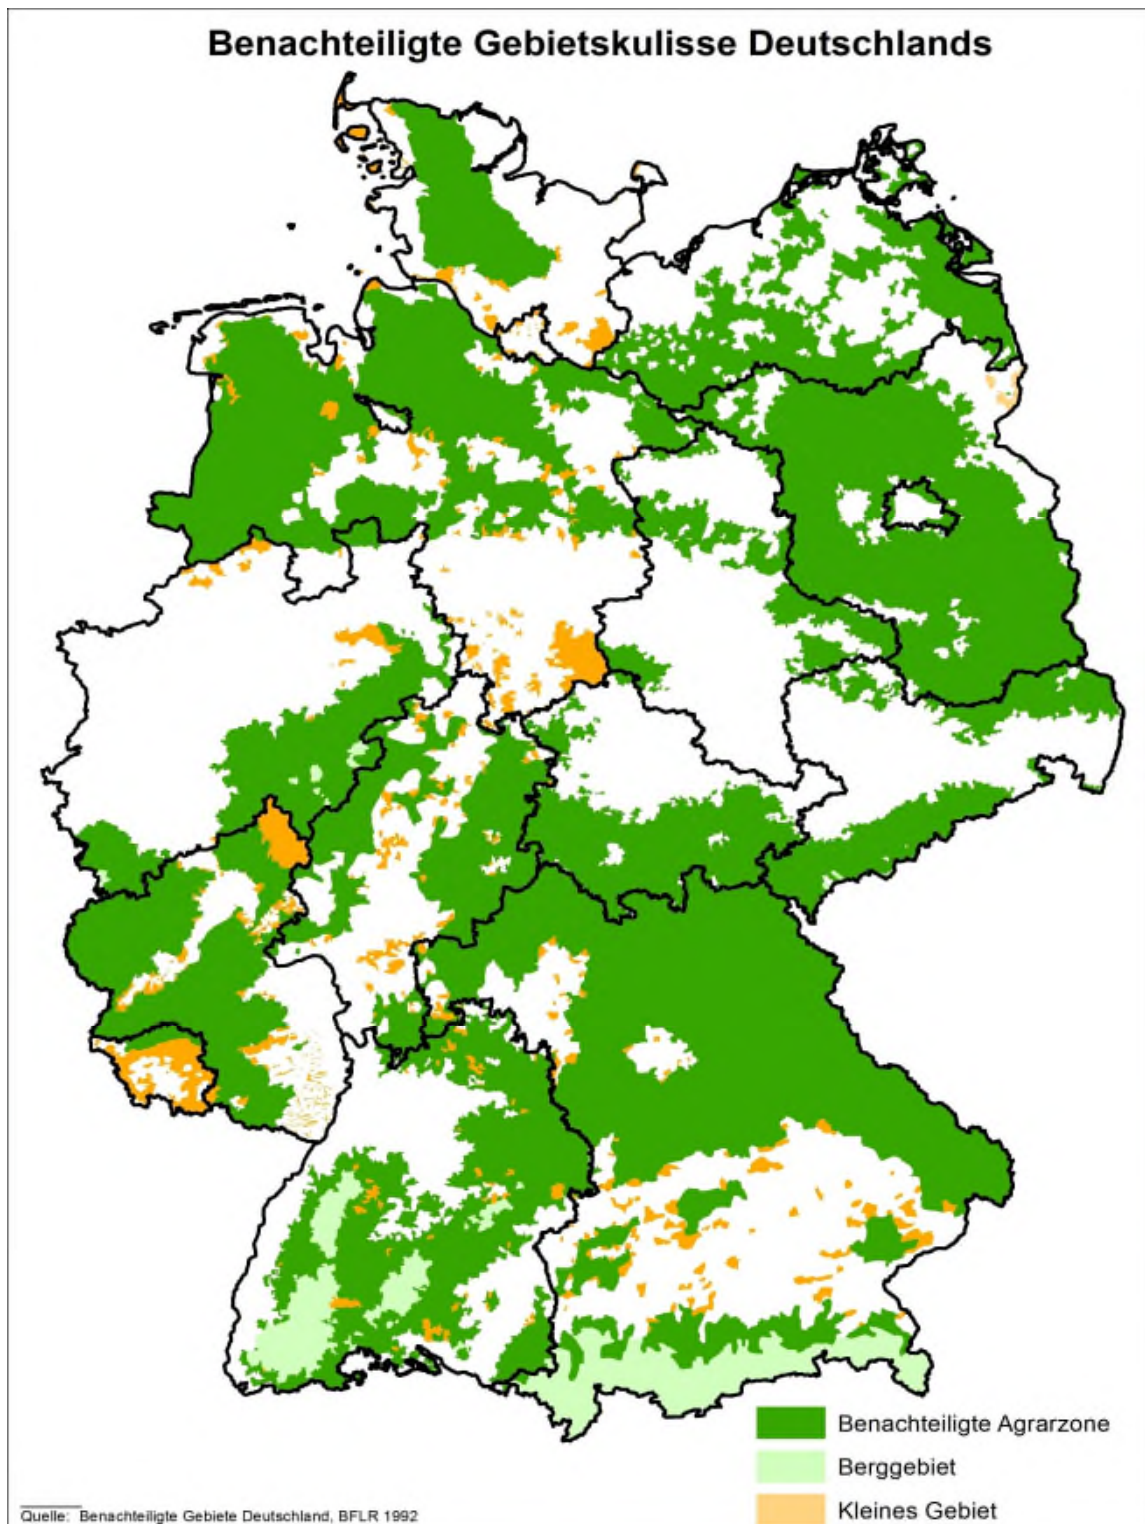 Benachteiligte Gebietskulisse Deutschlands
Benachteiligte Agrarzone
Berggebiet
Kleines Gebiet
Quelle: Benachteiligte Gebiete Deutschland, BFLR 1992